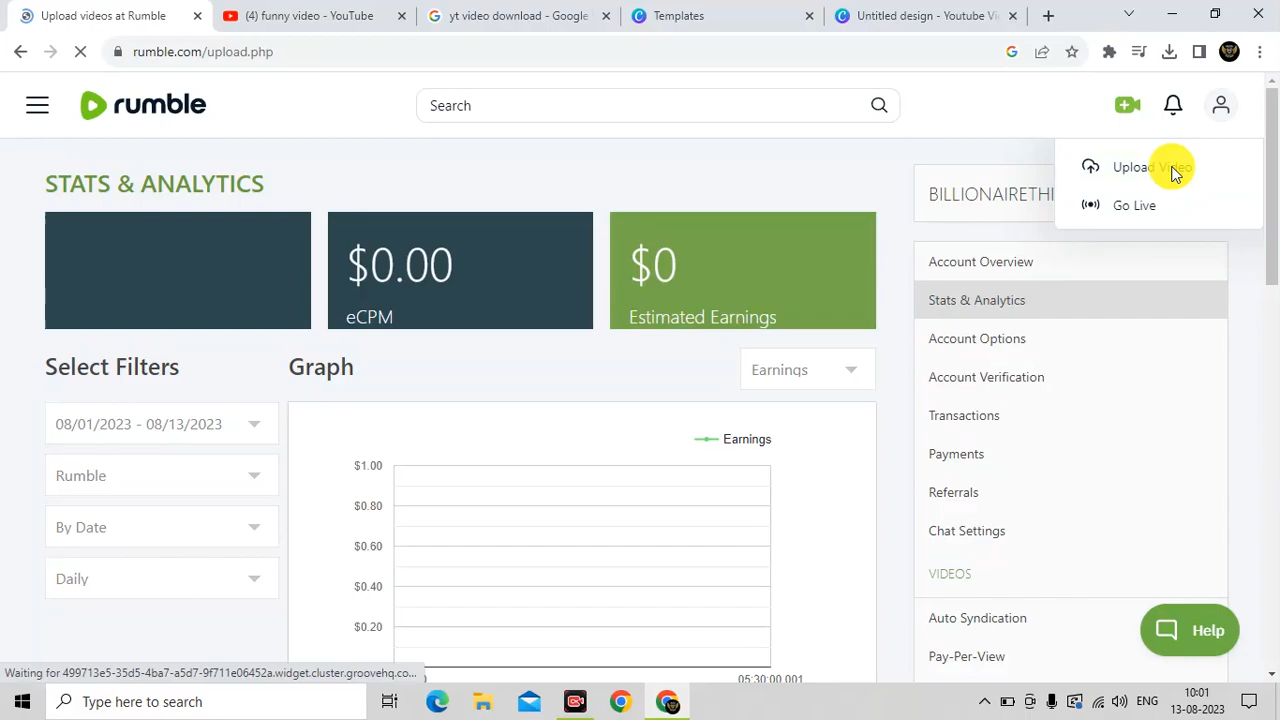 Upload videos at Rumble
(4) funny video - YouTube
yt video download - Google
Templates
Untitled design - Youtube Vi
rumble.com/upload.php
rumble
Search
STATS & ANALYTICS
Upload Video
BILLIONAIRETHI
Go Live
$0.00
eCPM
$0
Estimated Earnings
Account Overview
Stats & Analytics
Account Options
Account Verification
Transactions
Payments
Referrals
Chat Settings
VIDEOS
Auto Syndication
Pay-Per-View
Select Filters
Graph
Earnings
08/01/2023 - 08/13/2023
Rumble
By Date
Daily
Earnings
$1.00
$0.80
$0.60
$0.40
$0.20
05:30:00.001
Help
Waiting for 499713e5-35d5-4ba7-a5d7-9f711e06452a.widget.cluster.groovehq.co...
Type here to search
ENG
10:01
13-08-2023